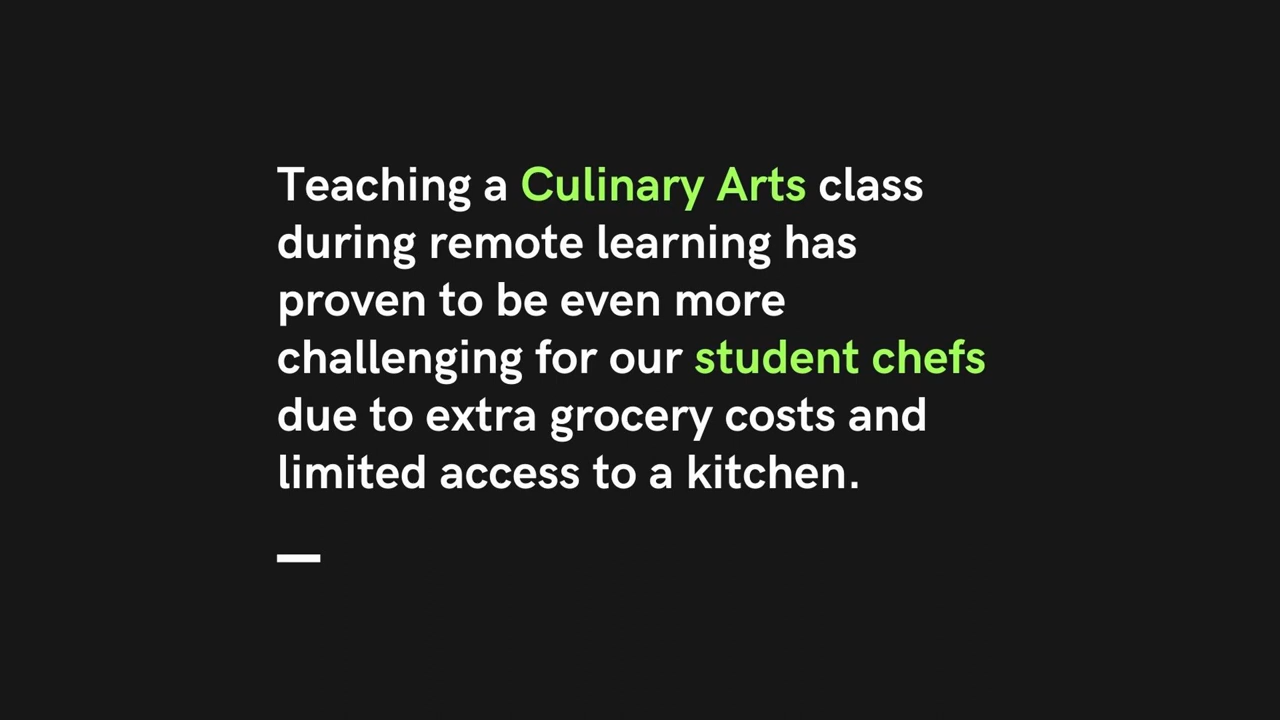 Teaching a Culinary Arts class
during remote learning has
proven to be even more
challenging for our student chefs
due to extra grocery costs and
limited access to a kitchen.